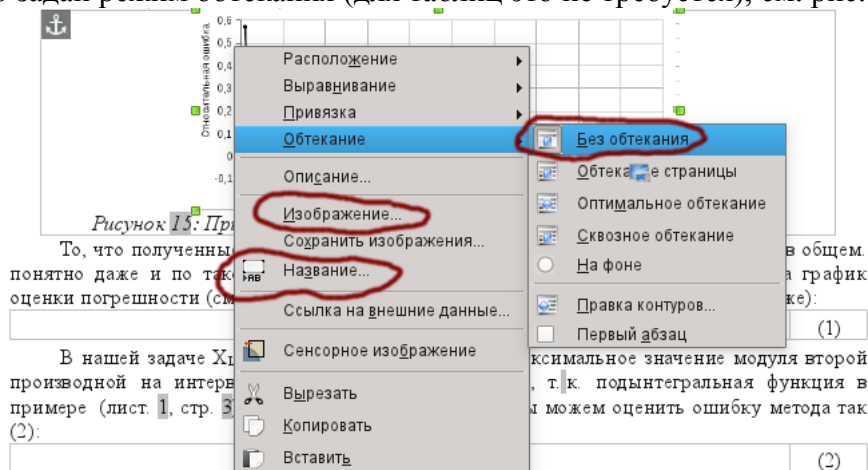 задан режим обтекания (для таблиц это не требуется), см. рис.
Относительная ошибка
0,6
0,5
0,4
0,3
0,2
0,1
0
-0,1
Расположение
Выравнивание
Привязка
Обтекание
Описание...
Изображение...
Сохранить изображения...
Название...
Ссылка на внешние данные...
Сенсорное изображение
Вырезать
Копировать
Вставить
Без обтекания
Обтекание страницы
Оптимальное обтекание
Сквозное обтекание
На фоне
Правка контуров...
Первый абзац
Рисунок 15:
То, что полученны в общем.
понятно даже и по так а график
оценки погрешности (см же):
(1)
В нашей задаче ксимальное значение модуля второй
производной на интерв , т.к. подынтегральная функция в
примере (лист. 1, стр. 3 ы можем оценить ошибку метода так
(2):
(2)